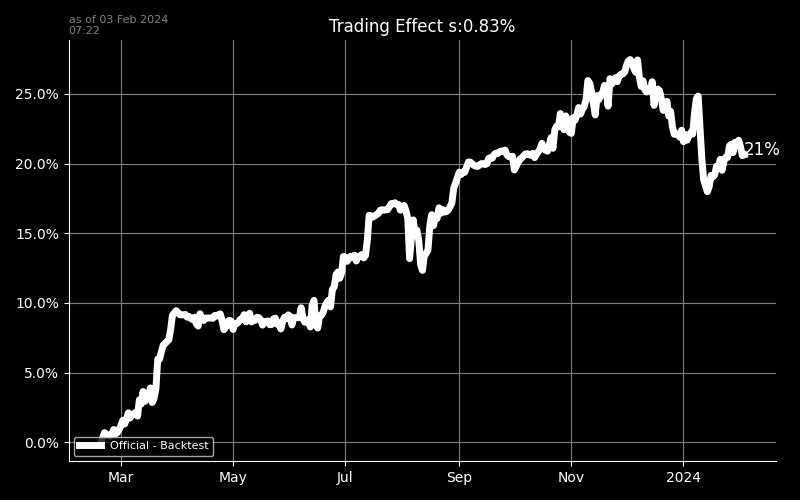 as of 03 Feb 2024
07:22
Trading Effect s:0.83%
25.0%
20.0%
15.0%
10.0%
5.0%
0.0%
21%
Official - Backtest
Mar May Jul Sep Nov 2024